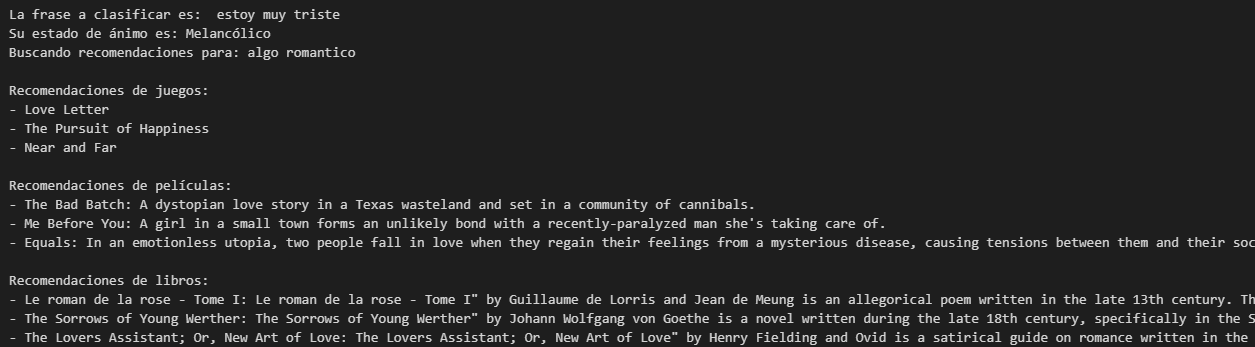 La frase a clasificar es:  estoy muy triste
Su estado de ánimo es: Melancólico
Buscando recomendaciones para: algo romantico
Recomendaciones de juegos:
- Love Letter
- The Pursuit of Happiness
- Near and Far
Recomendaciones de películas:
- The Bad Batch: A dystopian love story in a Texas wasteland and set in a community of cannibals.
- Me Before You: A girl in a small town forms an unlikely bond with a recently-paralyzed man she's taking care of.
- Equals: In an emotionless utopia, two people fall in love when they regain their feelings from a mysterious disease, causing tensions between them and their soc
Recomendaciones de libros:
- Le roman de la rose - Tome I: Le roman de la rose - Tome I" by Guillaume de Lorris and Jean de Meung is an allegorical poem written in the late 13th century. Th
- The Sorrows of Young Werther: The Sorrows of Young Werther" by Johann Wolfgang von Goethe is a novel written during the late 18th century, specifically in the S
- The Lovers Assistant; Or, New Art of Love: The Lovers Assistant; Or, New Art of Love" by Henry Fielding and Ovid is a satirical guide on romance written in the